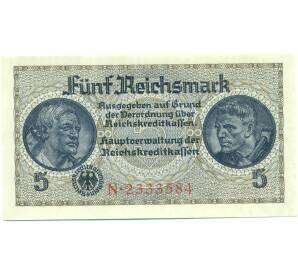 Fünf Reichsmark
Ausgegeben auf Grund
der Verordnung über
Reichskreditkassen
Hauptverwaltung der
Reichskreditkassen
5 5
N·2333584